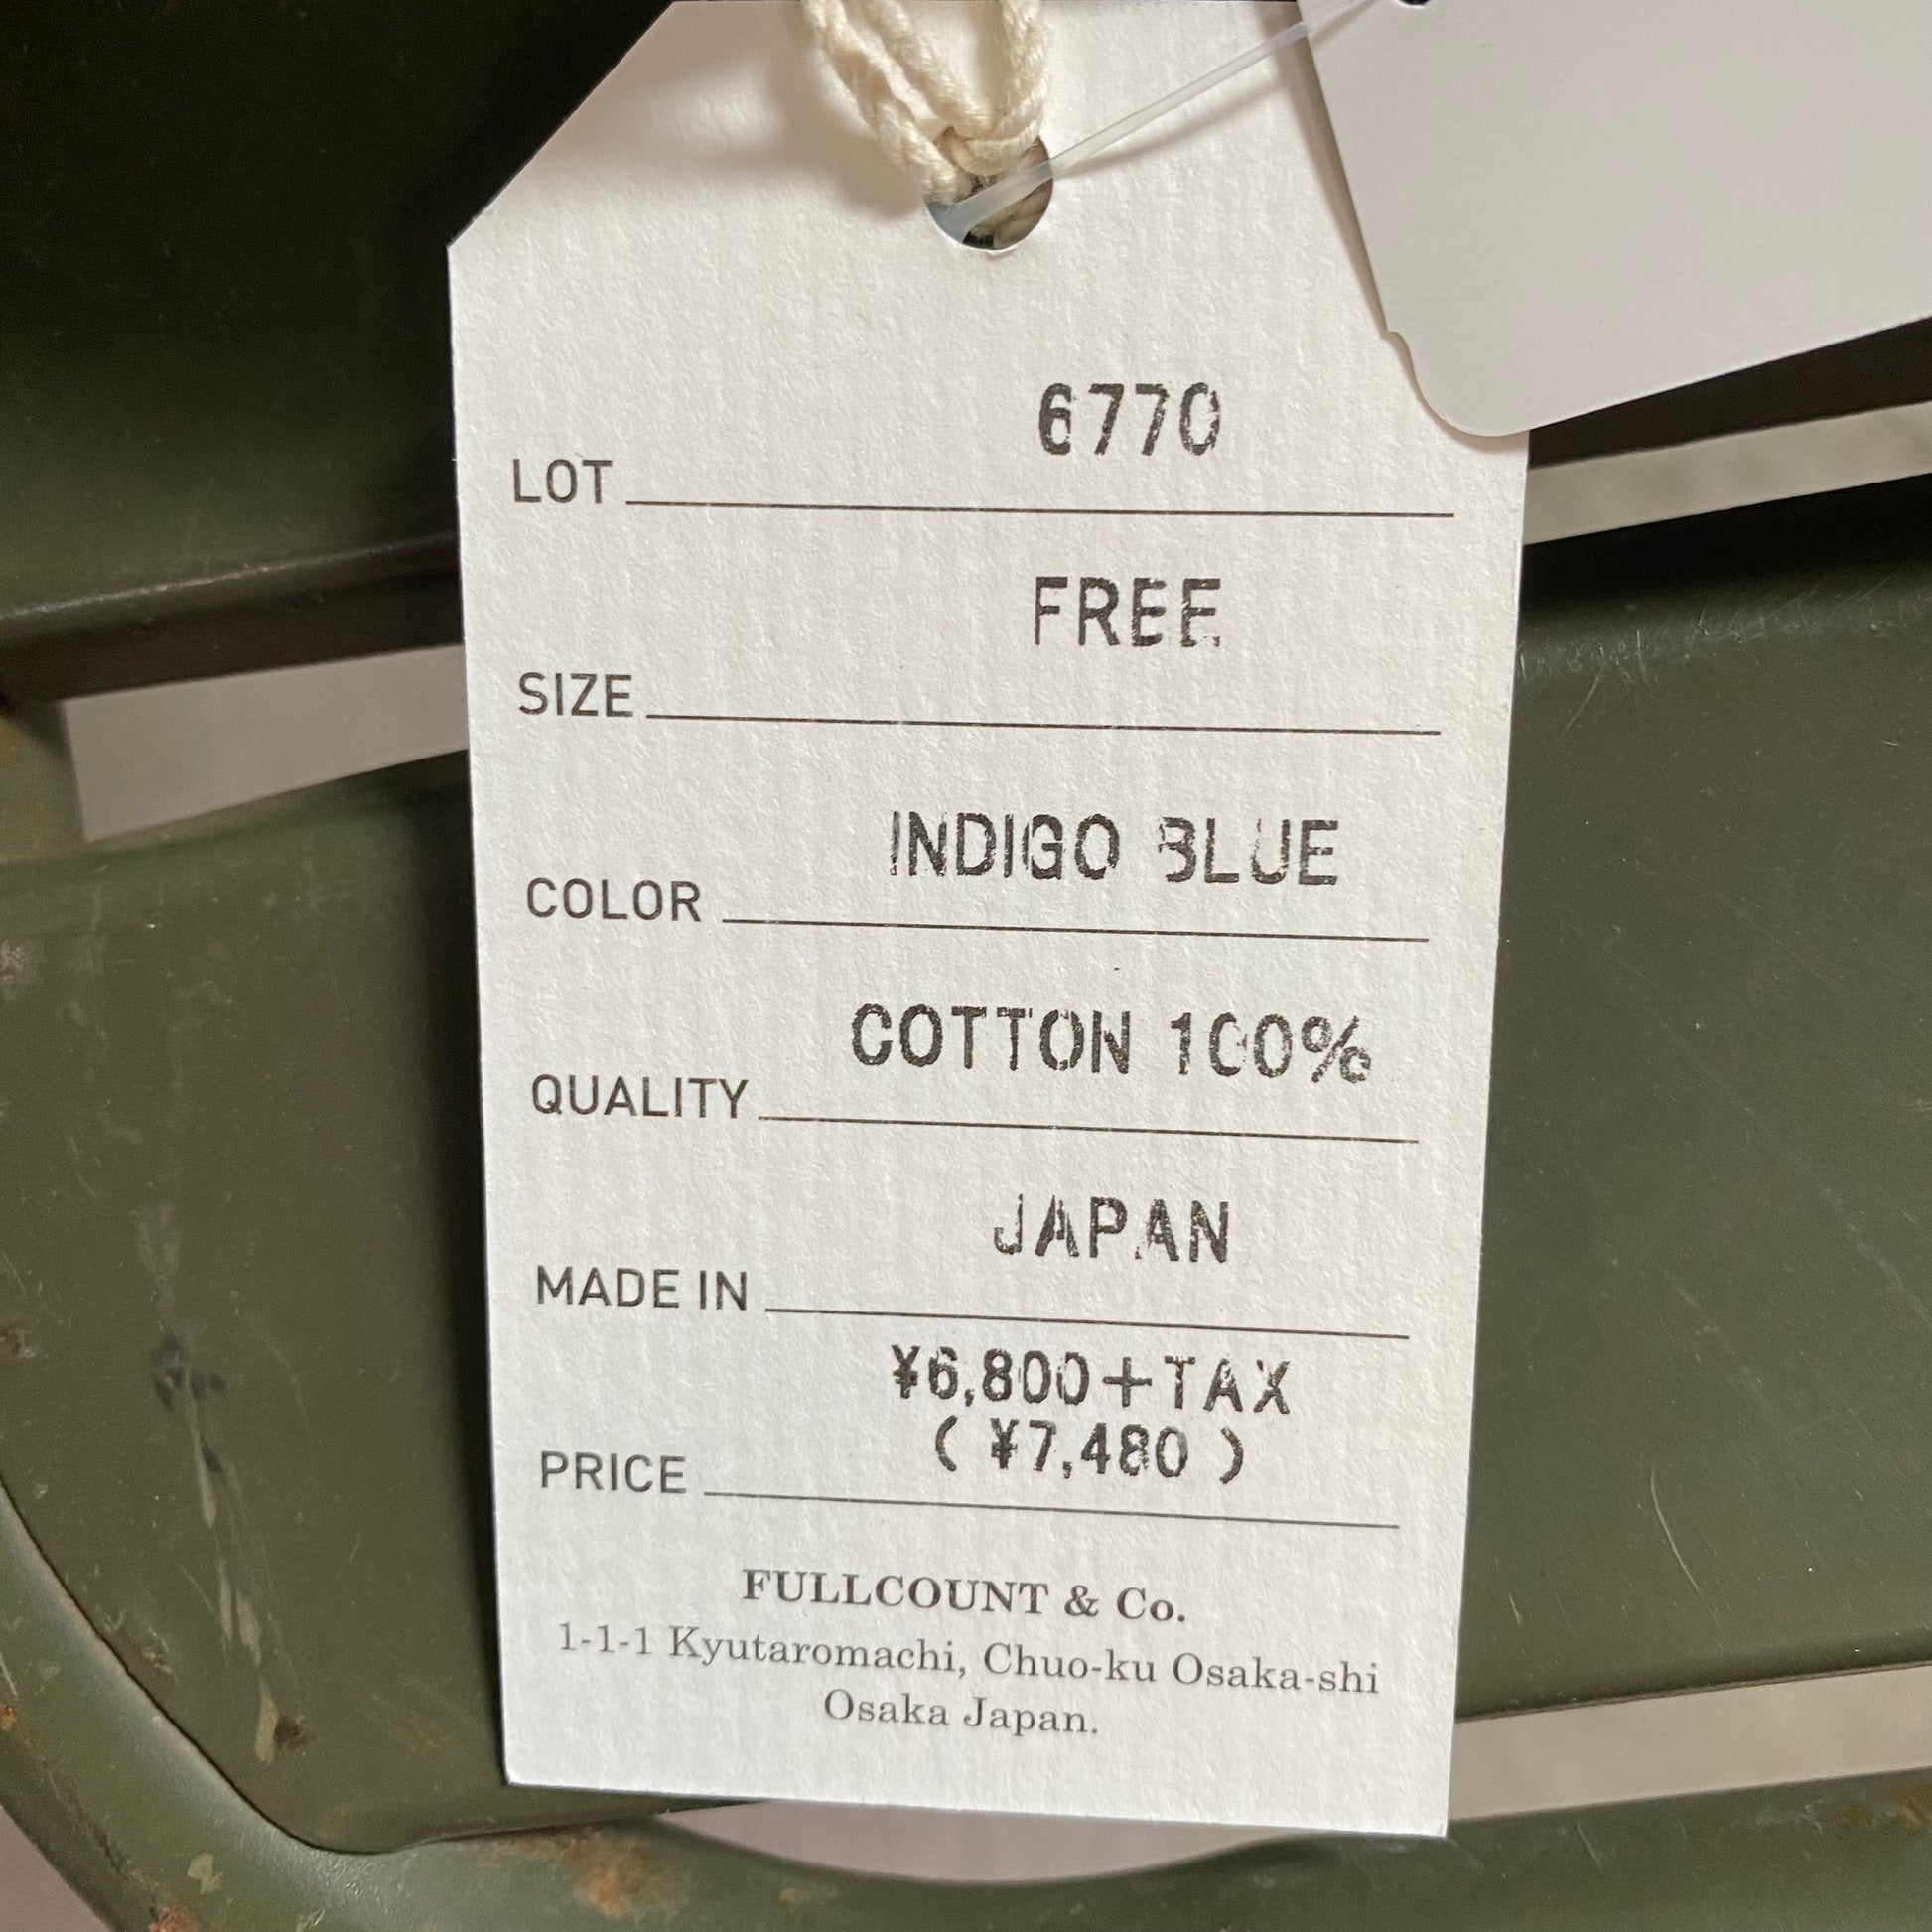 6770
LOT
FREE
SIZE
INDIGO BLUE
COLOR
COTTON 100%
QUALITY
JAPAN
MADE IN
¥6,800+TAX
( ¥7,480 )
PRICE
FULLCOUNT & Co.
1-1-1 Kyutaromachi, Chuo-ku Osaka-shi
Osaka Japan.